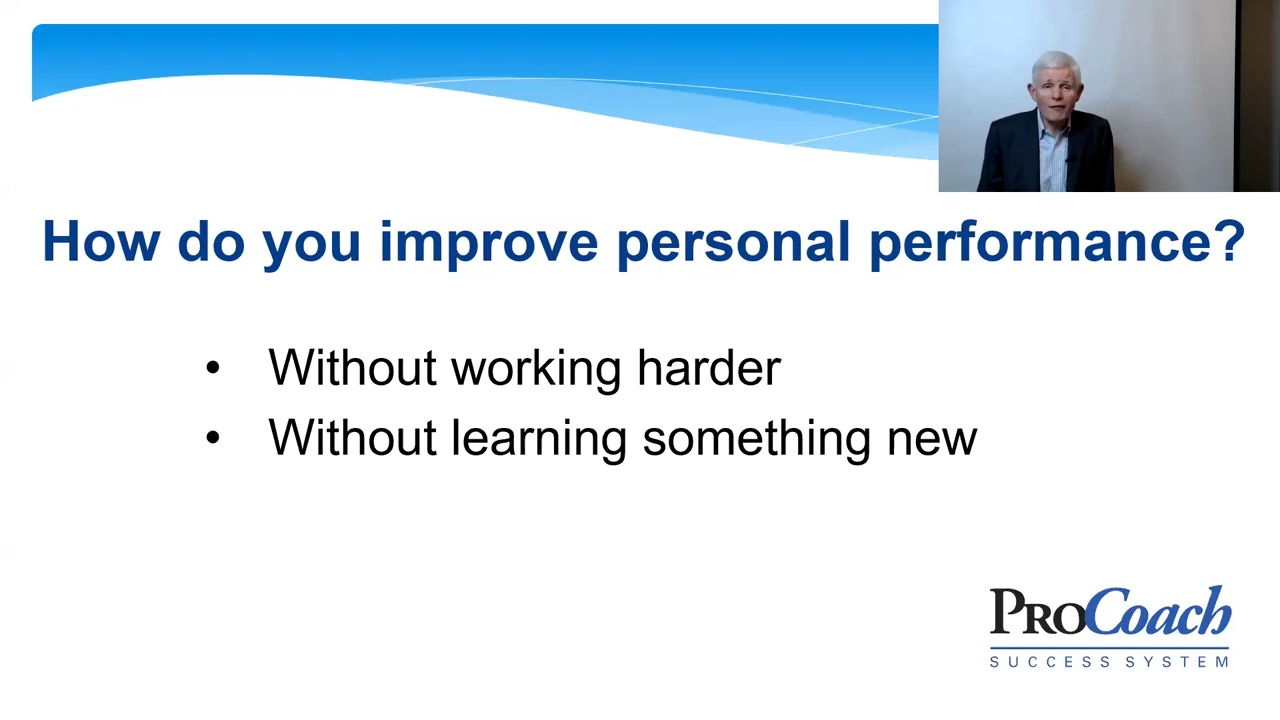 How do you improve personal performance?
• Without working harder
• Without learning something new
PROCoach
SUCCESS SYSTEM